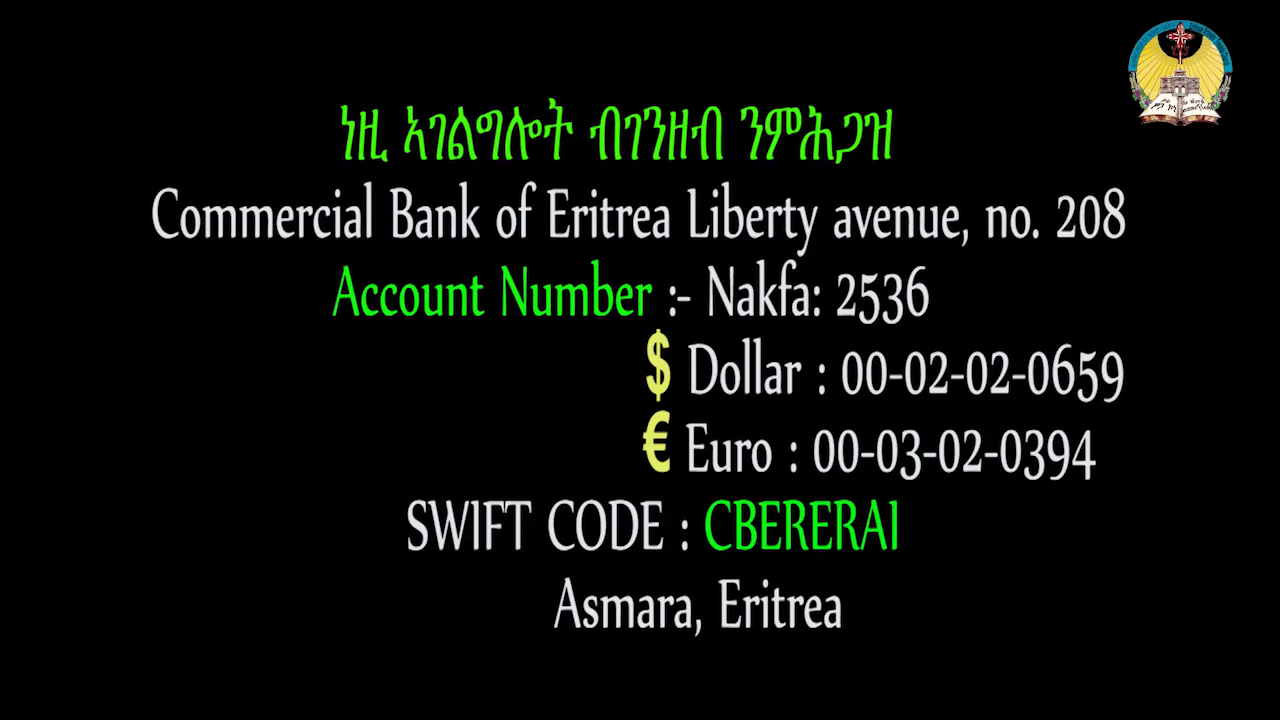 ነዚ ኣገልግሎት ብገንዘብ ንምሕጋዝ
Commercial Bank of Eritrea Liberty avenue, no. 208
Account Number :- Nakfa: 2536
$ Dollar : 00-02-02-0659
€ Euro : 00-03-02-0394
SWIFT CODE : CBERERAI
Asmara, Eritrea